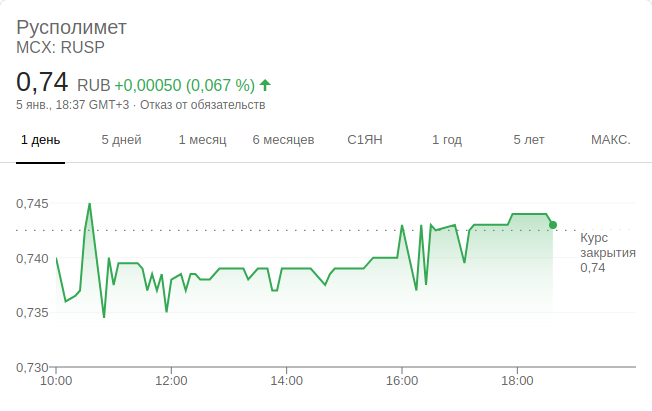 Русполимет
MCX: RUSP
0,74 RUB +0,00050 (0,067 %)
5 янв., 18:37 GMT+3 · Отказ от обязательств
1 день 5 дней 1 месяц 6 месяцев С1ЯН 1 год 5 лет МАКС.
0,745
0,740
0,735
0,730
Курс
закрытия
0,74
10:00 12:00 14:00 16:00 18:00